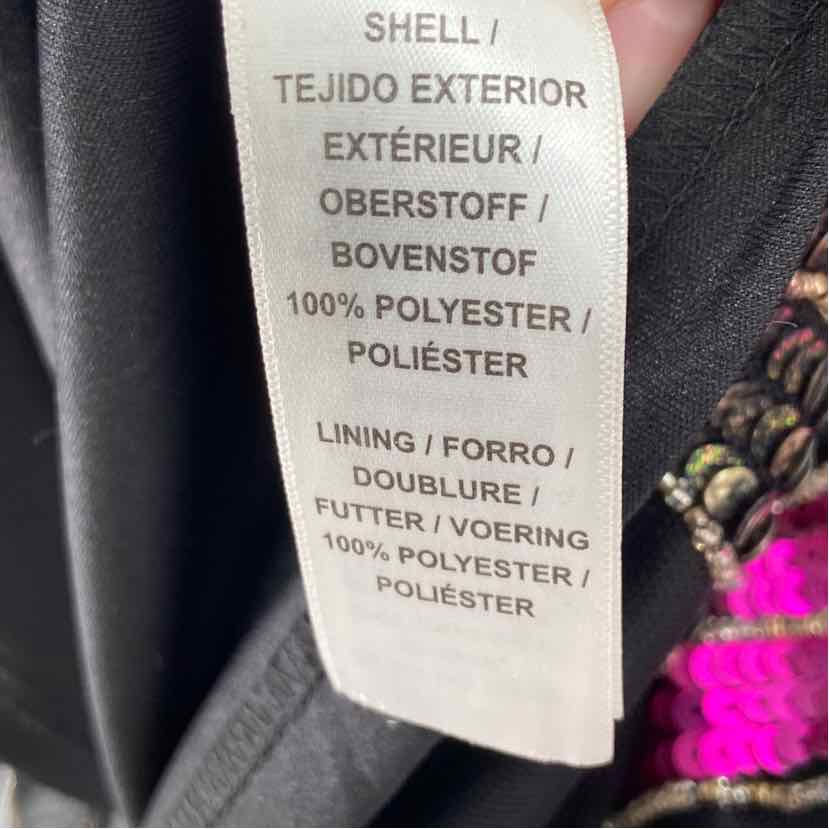 SHELL /
TEJIDO EXTERIOR
EXTÉRIEUR /
OBERSTOFF /
BOVENSTOF
100% POLYESTER /
POLIÉSTER
LINING / FORRO /
DOUBLURE /
FUTTER / VOERING
100% POLYESTER /
POLIÉSTER